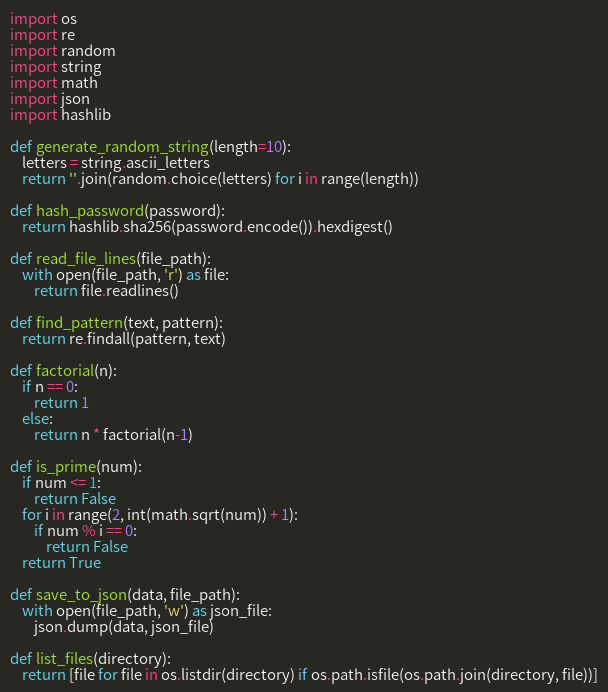 import os
import re
import random
import string
import math
import json
import hashlib

def generate_random_string(length=10):
    letters = string.ascii_letters
    return ''.join(random.choice(letters) for i in range(length))

def hash_password(password):
    return hashlib.sha256(password.encode()).hexdigest()

def read_file_lines(file_path):
    with open(file_path, 'r') as file:
        return file.readlines()

def find_pattern(text, pattern):
    return re.findall(pattern, text)

def factorial(n):
    if n == 0:
        return 1
    else:
        return n * factorial(n-1)

def is_prime(num):
    if num <= 1:
        return False
    for i in range(2, int(math.sqrt(num)) + 1):
        if num % i == 0:
            return False
    return True

def save_to_json(data, file_path):
    with open(file_path, 'w') as json_file:
        json.dump(data, json_file)

def list_files(directory):
    return [file for file in os.listdir(directory) if os.path.isfile(os.path.join(directory, file))]